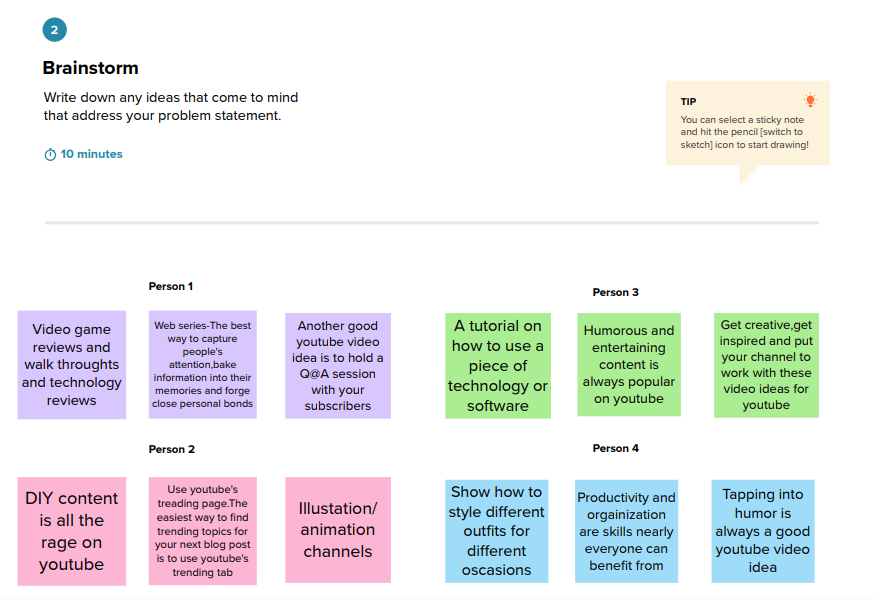 2
Brainstorm
Write down any ideas that come to mind
that address your problem statement.
10 minutes
TIP
You can select a sticky note
and hit the pencil [switch to
sketch] icon to start drawing!
Person 1
Video game
reviews and
walk throughts
and technology
reviews
Web series-The best
way to capture
people's
attention,bake
information into their
memories and forge
close personal bonds
Another good
youtube video
idea is to hold a
Q@A session
with your
subscribers
Person 3
A tutorial on
how to use a
piece of
technology or
software
Humorous and
entertaining
content is
always popular
on youtube
Get creative,get
inspired and put
your channel to
work with these
video ideas for
youtube
Person 2
DIY content
is all the
rage on
youtube
Use youtube's
treading page.The
easiest way to find
trending topics for
your next blog post
is to use youtube's
trending tab
Illustation/
animation
channels
Person 4
Show how to
style different
outfits for
different
oscasions
Productivity and
orgainization
are skills nearly
everyone can
benefit from
Tapping into
humor is
always a good
youtube video
idea